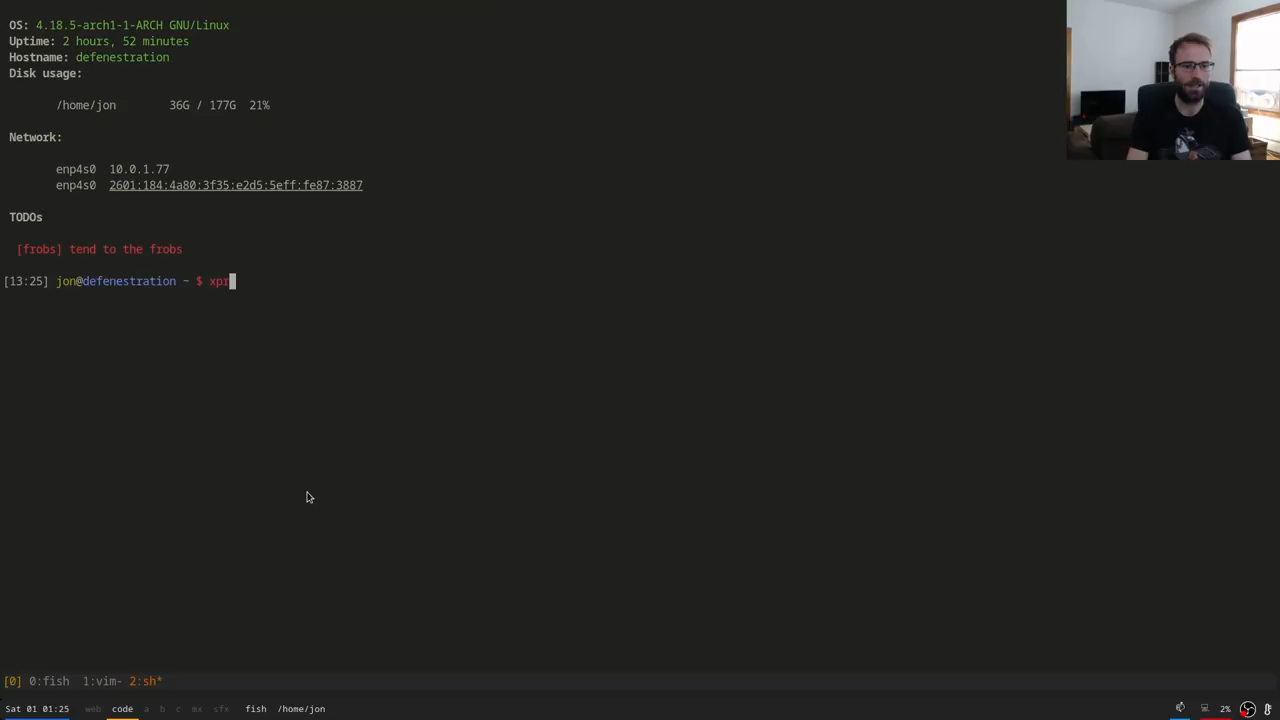 OS: 4.18.5-arch1-1-ARCH GNU/Linux
Uptime: 2 hours, 52 minutes
Hostname: defenestration
Disk usage:
/home/jon 36G / 177G 21%
Network:
enp4s0 10.0.1.77
enp4s0 2601:184:4a80:3f35:e2d5:5eff:fe87:3887
TODOs
[frobs] tend to the frobs
[13:25] jon@defenestration ~ $ xpr
[0] 0:fish 1:vim- 2:sh*
Sat 01 01:25 web code a b c mx sfx fish /home/jon 2%